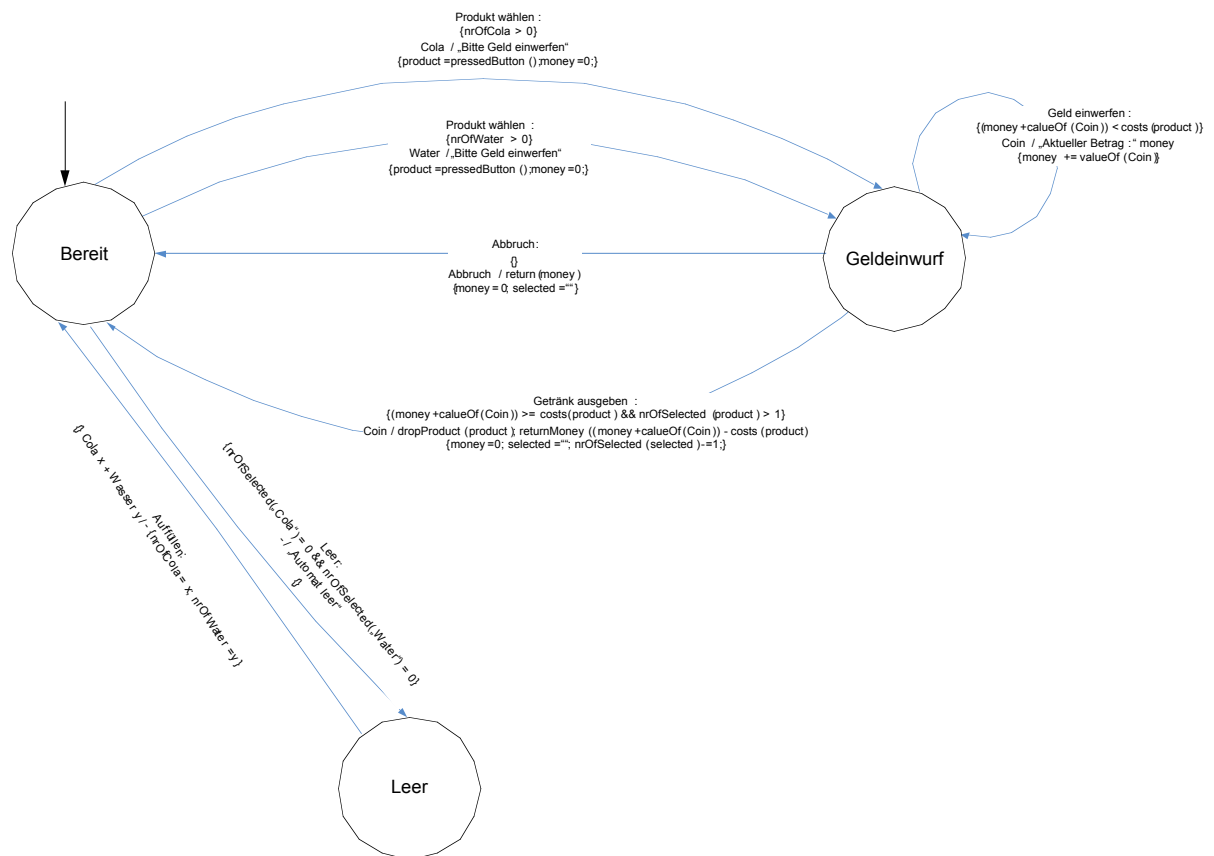 Produkt wählen :
{nrOfCola > 0}
Cola / „Bitte Geld einwerfen“
{product =pressedButton ();money =0;}
Produkt wählen :
{nrOfWater > 0}
Water / „Bitte Geld einwerfen“
{product =pressedButton ();money =0;}
Geld einwerfen :
{(money +calueOf (Coin)) < costs (product )}
Coin / „Aktueller Betrag :“ money
{money += valueOf (Coin )}
Bereit
Geldeinwurf
Abbruch:
{}
Abbruch / return (money )
{money = 0; selected =““ }
Getränk ausgeben :
{(money +calueOf (Coin)) >= costs (product ) && nrOfSelected (product ) > 1}
Coin / dropProduct (product ); returnMoney ((money +calueOf (Coin)) - costs (product)
{money =0; selected =““; nrOfSelected (selected )-=1;}
Auffülen:
{} Cola x + Wasser y / - {nrOfCola = x; nrOfWater = y }
Leer:
{nrOfSelected(„Cola“) = 0 && nrOfSelected(„Water“) = 0}
- / „Automat leer“
{}
Leer